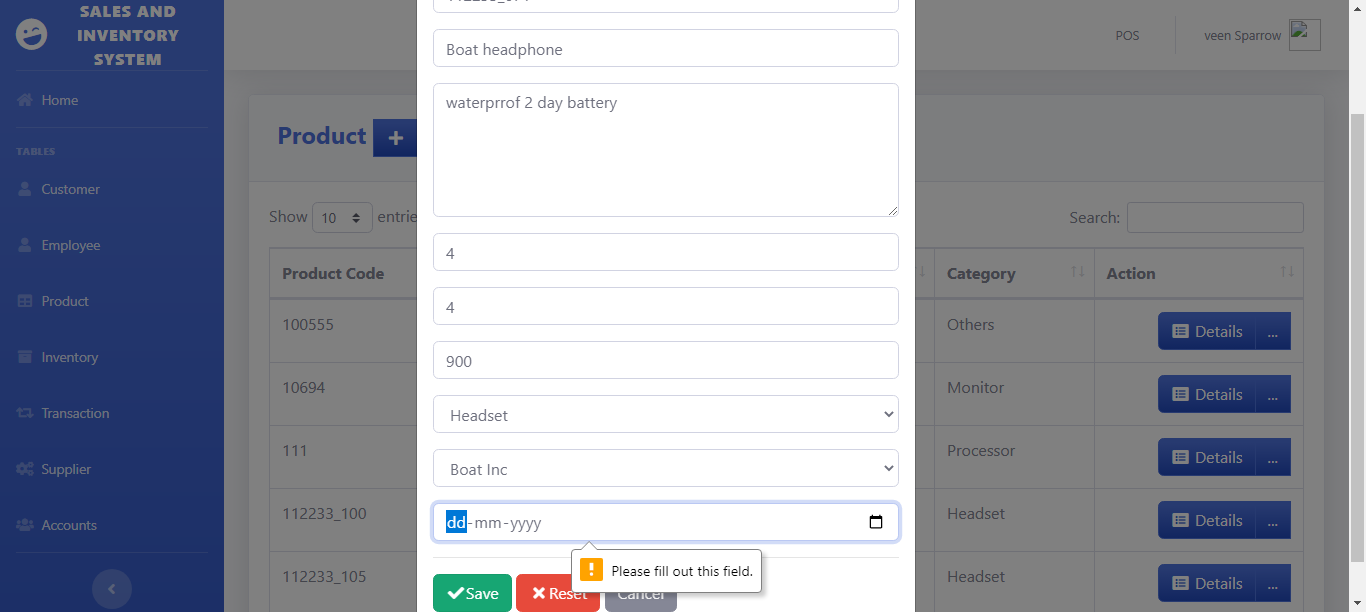 SALES AND
INVENTORY
SYSTEM
Home
TABLES
Customer
Employee
Product
Inventory
Transaction
Supplier
Accounts
POS
veen Sparrow
Product +
Show 10 entrie
Search:
Product Code
Category
Action
100555
Others
Details ...
10694
Monitor
Details ...
111
Processor
Details ...
112233_100
Headset
Details ...
112233_105
Headset
Details ...
Boat headphone
waterprrof 2 day battery
4
4
900
Headset
Boat Inc
dd-mm-yyyy
Please fill out this field.
Save
Reset
Cancel